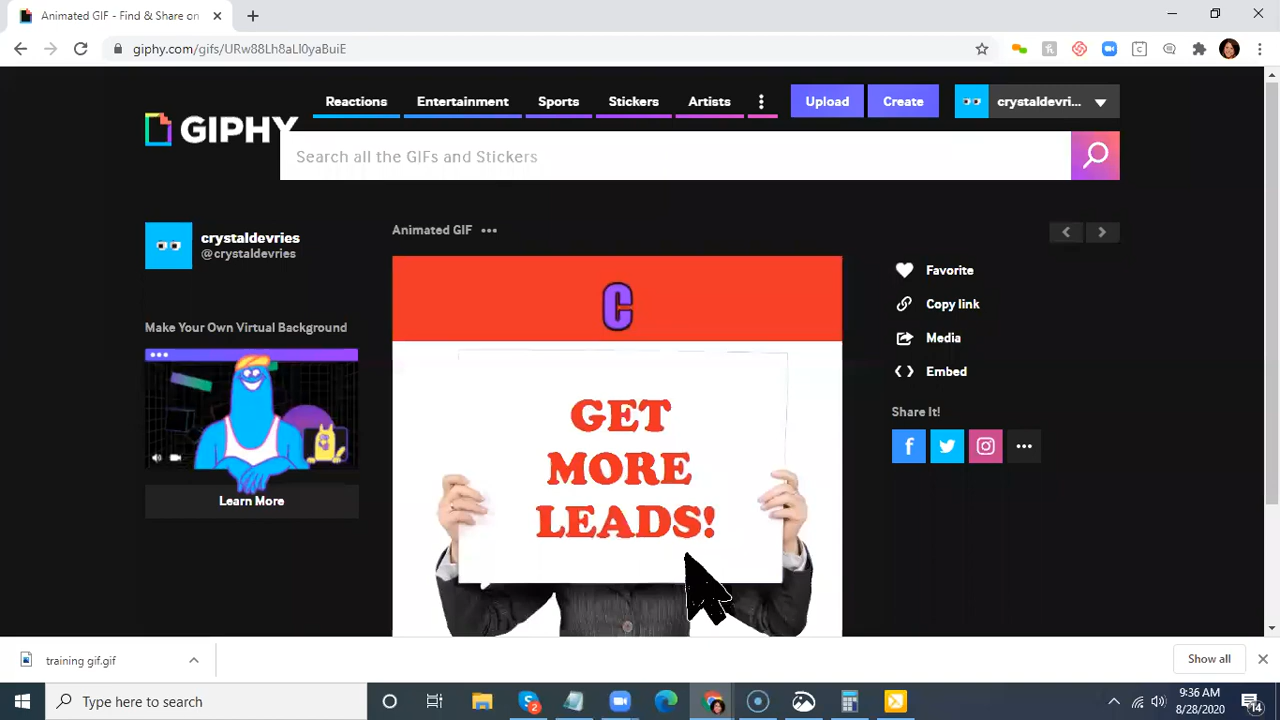 Animated GIF - Find & Share on
giphy.com/gifs/URw88Lh8aLI0yaBuiE
Reactions
Entertainment
Sports
Stickers
Artists
Upload
Create
crystaldevri...
GIPHY
Search all the GIFs and Stickers
crystaldevries
@crystaldevries
Animated GIF
C
GET
MORE
LEADS!
Favorite
Copy link
Media
Embed
Share It!
Make Your Own Virtual Background
Learn More
training gif.gif
Show all
Type here to search
2
9:36 AM
8/28/2020
14